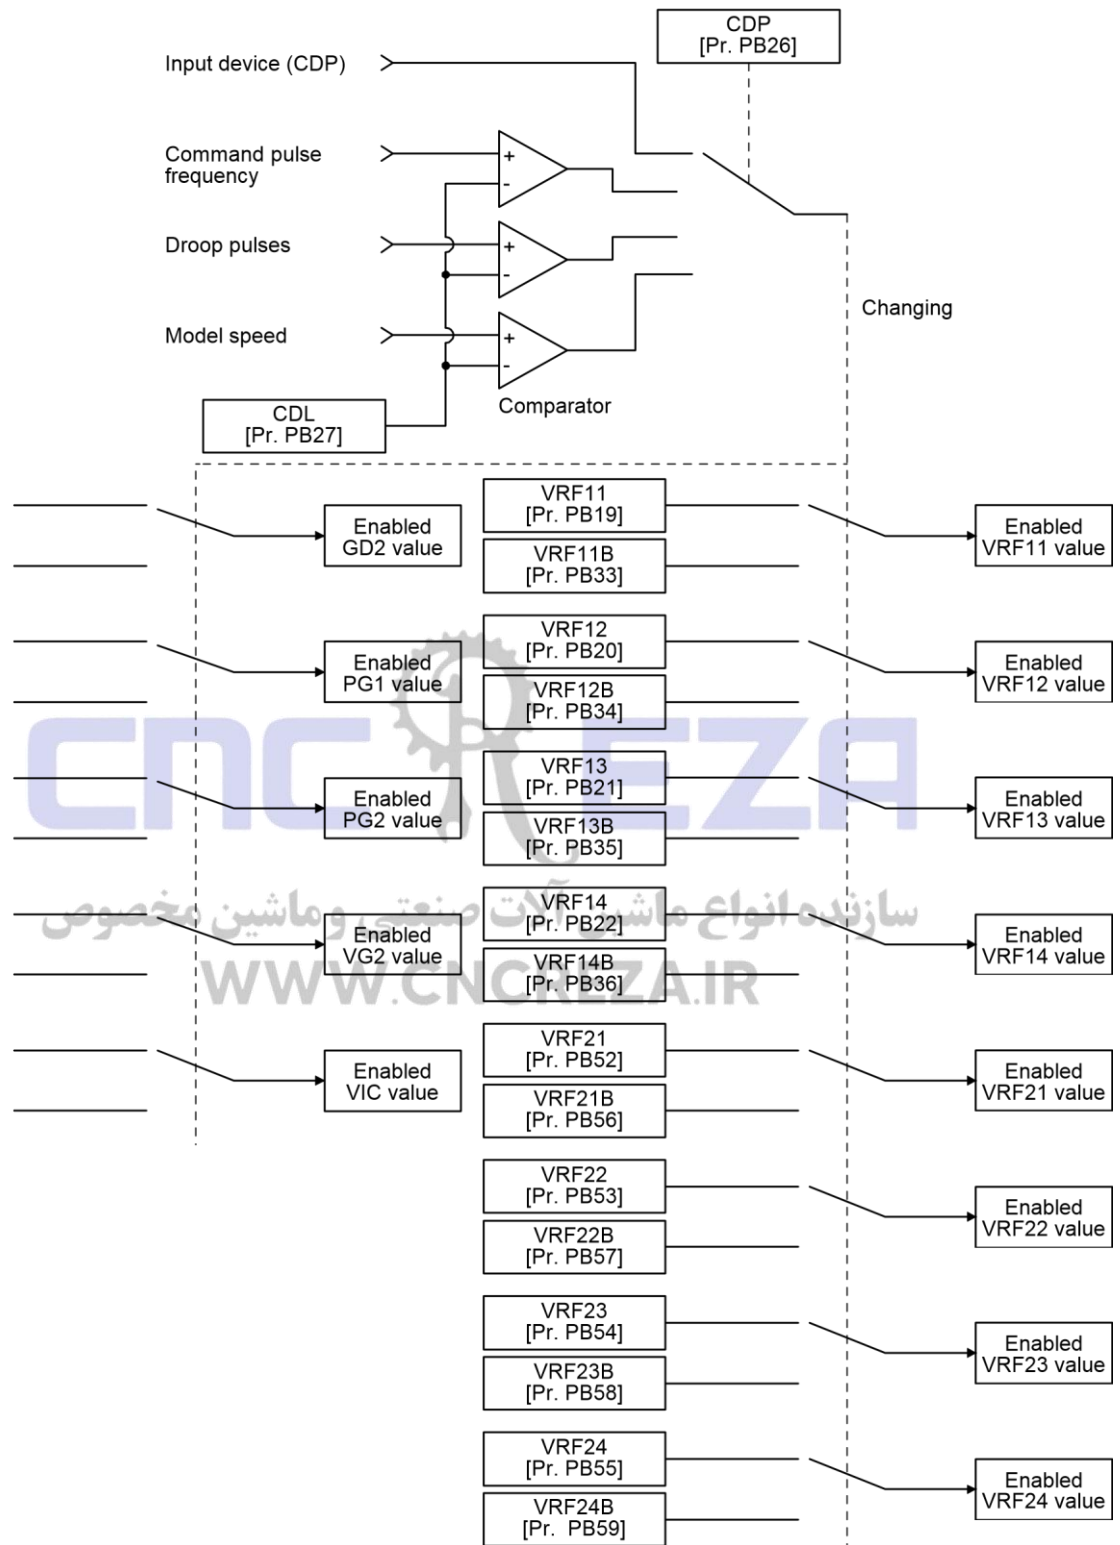 CDP
[Pr. PB26]
Input device (CDP)
Command pulse
frequency
Droop pulses
Model speed
Changing
Comparator
CDL
[Pr. PB27]
+
-
+
-
+
-
Enabled
GD2 value
VRF11
[Pr. PB19]
VRF11B
[Pr. PB33]
Enabled
VRF11 value
Enabled
PG1 value
VRF12
[Pr. PB20]
VRF12B
[Pr. PB34]
Enabled
VRF12 value
CNC REZA
Enabled
PG2 value
VRF13
[Pr. PB21]
VRF13B
[Pr. PB35]
Enabled
VRF13 value
سازنده انواع ماشین آلات صنعتی و ماشین مخصوص
WWW.CNCREZA.IR
Enabled
VG2 value
VRF14
[Pr. PB22]
VRF14B
[Pr. PB36]
Enabled
VRF14 value
Enabled
VIC value
VRF21
[Pr. PB52]
VRF21B
[Pr. PB56]
Enabled
VRF21 value
VRF22
[Pr. PB53]
VRF22B
[Pr. PB57]
Enabled
VRF22 value
VRF23
[Pr. PB54]
VRF23B
[Pr. PB58]
Enabled
VRF23 value
VRF24
[Pr. PB55]
VRF24B
[Pr. PB59]
Enabled
VRF24 value